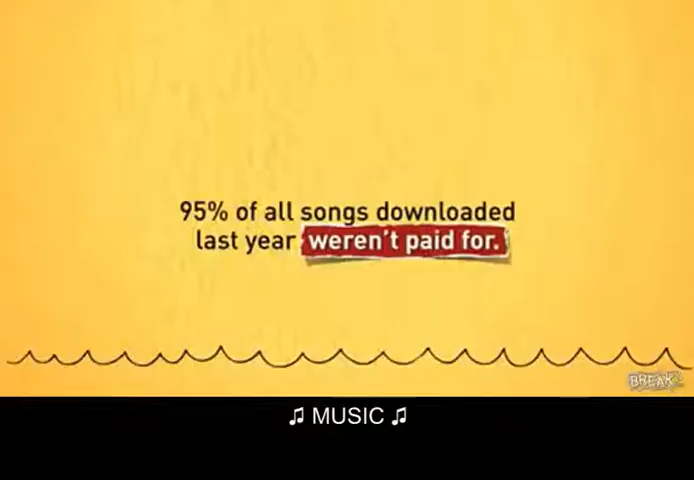 95% of all songs downloaded
last year weren't paid for.
BREAK
♫ MUSIC ♫